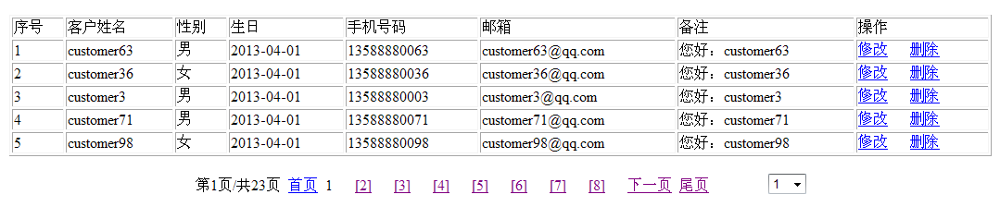 序号 客户姓名 性别 生日 手机号码 邮箱 备注 操作
1 customer63 男 2013-04-01 13588880063 customer63@qq.com 您好：customer63 修改 删除
2 customer36 女 2013-04-01 13588880036 customer36@qq.com 您好：customer36 修改 删除
3 customer3 男 2013-04-01 13588880003 customer3@qq.com 您好：customer3 修改 删除
4 customer71 男 2013-04-01 13588880071 customer71@qq.com 您好：customer71 修改 删除
5 customer98 女 2013-04-01 13588880098 customer98@qq.com 您好：customer98 修改 删除
第1页/共23页 首页 1 [2] [3] [4] [5] [6] [7] [8] 下一页 尾页 1